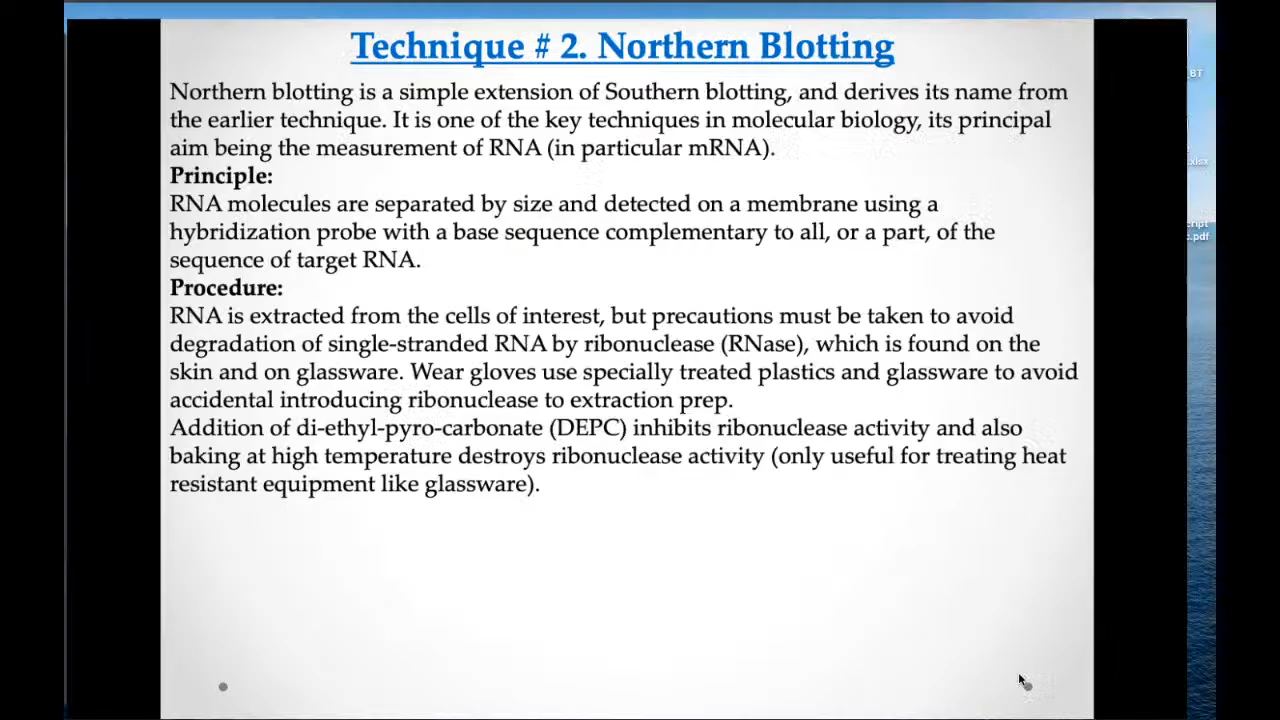 Technique # 2. Northern Blotting
Northern blotting is a simple extension of Southern blotting, and derives its name from
the earlier technique. It is one of the key techniques in molecular biology, its principal
aim being the measurement of RNA (in particular mRNA).
Principle:
RNA molecules are separated by size and detected on a membrane using a
hybridization probe with a base sequence complementary to all, or a part, of the
sequence of target RNA.
Procedure:
RNA is extracted from the cells of interest, but precautions must be taken to avoid
degradation of single-stranded RNA by ribonuclease (RNase), which is found on the
skin and on glassware. Wear gloves use specially treated plastics and glassware to avoid
accidental introducing ribonuclease to extraction prep.
Addition of di-ethyl-pyro-carbonate (DEPC) inhibits ribonuclease activity and also
baking at high temperature destroys ribonuclease activity (only useful for treating heat
resistant equipment like glassware).
_BT
.xlsx
cript
c.pdf